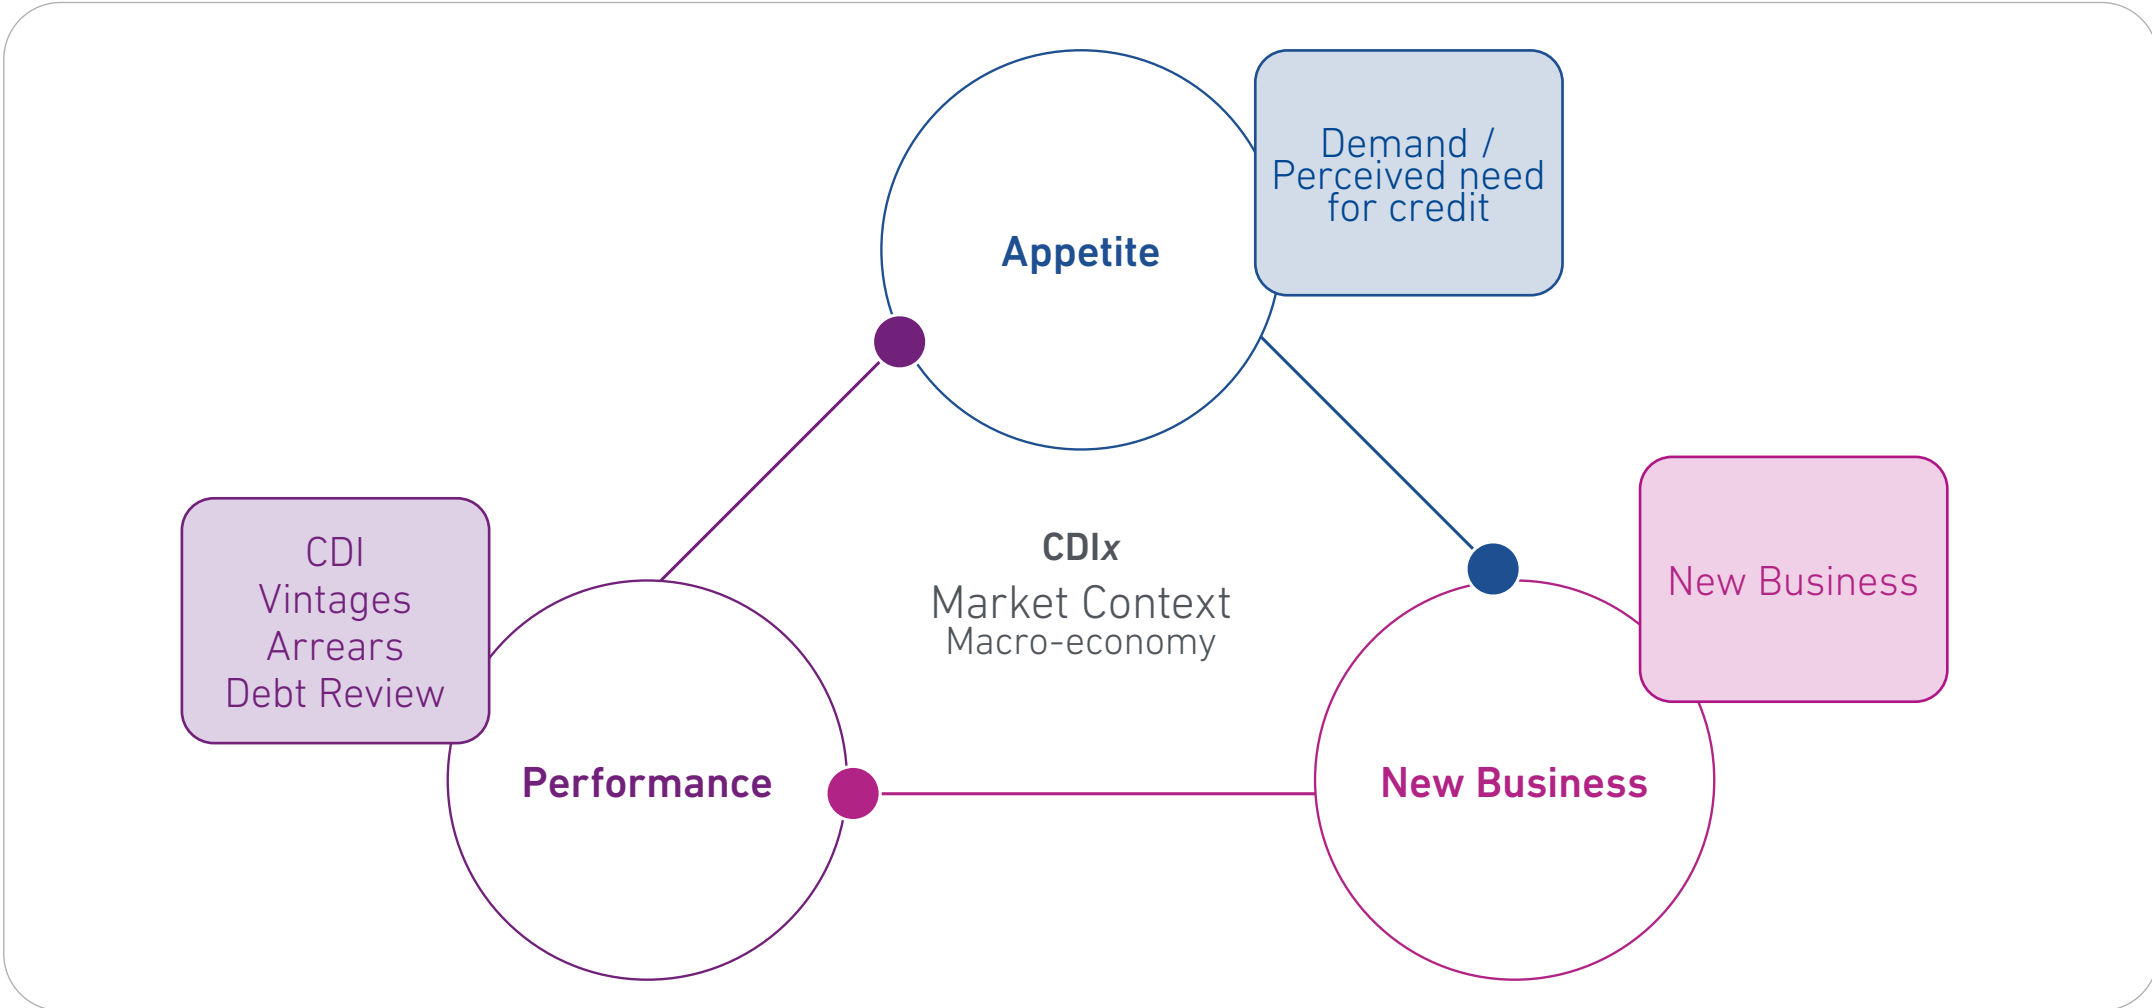 Demand /
Perceived need
for credit
Appetite
CDIx
Market Context
Macro-economy
CDI
Vintages
Arrears
Debt Review
New Business
Performance
New Business